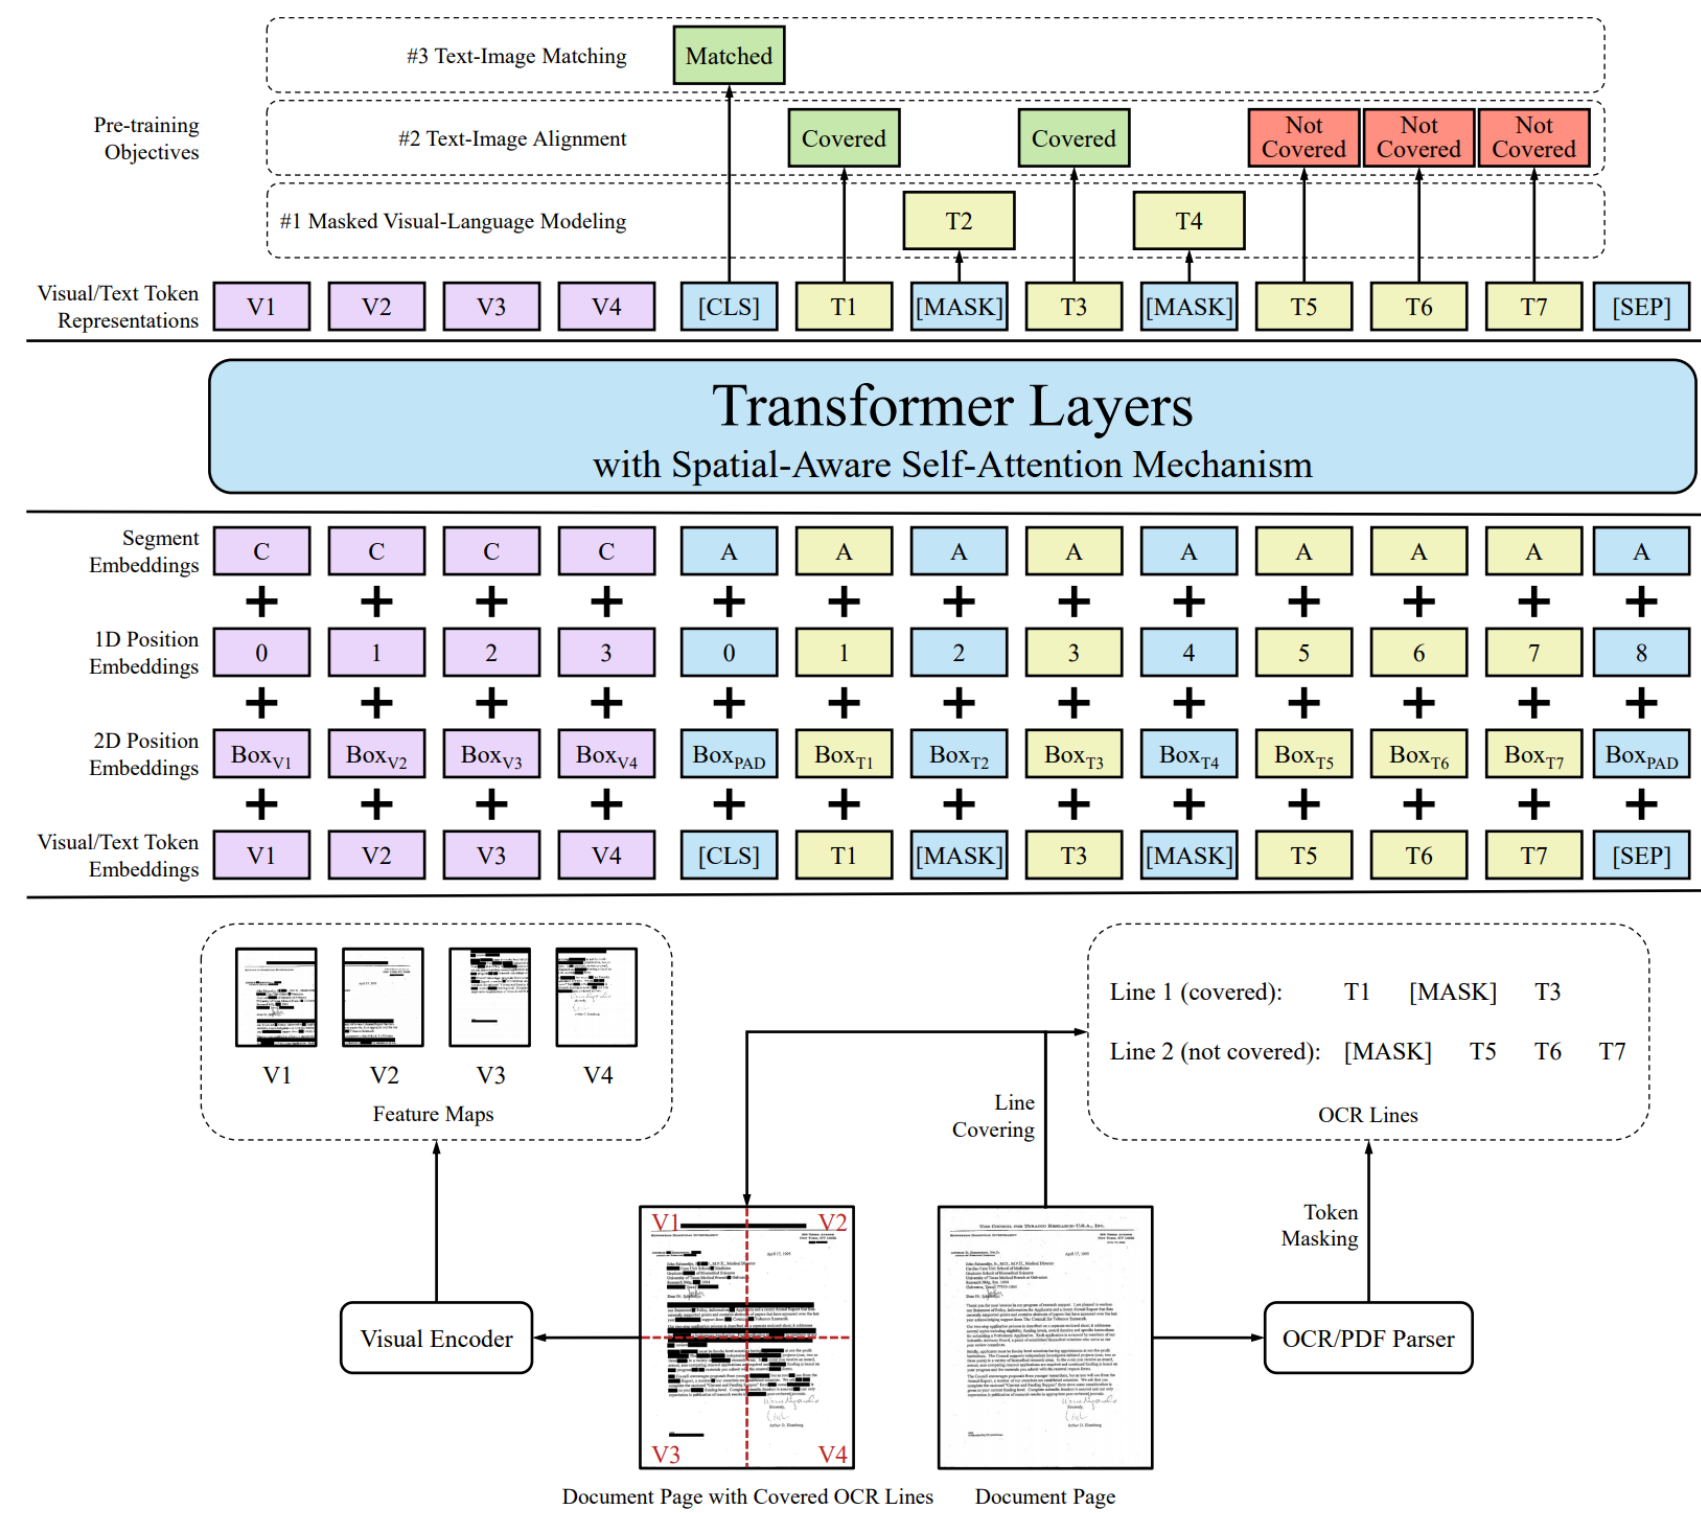 #3 Text-Image Matching Matched
Pre-training Objectives
#2 Text-Image Alignment Covered Covered Not Covered Not Covered Not Covered
#1 Masked Visual-Language Modeling T2 T4
Visual/Text Token Representations V1 V2 V3 V4 [CLS] T1 [MASK] T3 [MASK] T5 T6 T7 [SEP]
Transformer Layers
with Spatial-Aware Self-Attention Mechanism
Segment Embeddings C C C C A A A A A A A A A
1D Position Embeddings 0 1 2 3 0 1 2 3 4 5 6 7 8
2D Position Embeddings BoxV1 BoxV2 BoxV3 BoxV4 BoxPAD BoxT1 BoxT2 BoxT3 BoxT4 BoxT5 BoxT6 BoxT7 BoxPAD
Visual/Text Token Embeddings V1 V2 V3 V4 [CLS] T1 [MASK] T3 [MASK] T5 T6 T7 [SEP]
V1 V2 V3 V4
Feature Maps
Line 1 (covered): T1 [MASK] T3
Line 2 (not covered): [MASK] T5 T6 T7
OCR Lines
Line Covering
Token Masking
V1 V2
V3 V4
Visual Encoder
OCR/PDF Parser
Document Page with Covered OCR Lines
Document Page